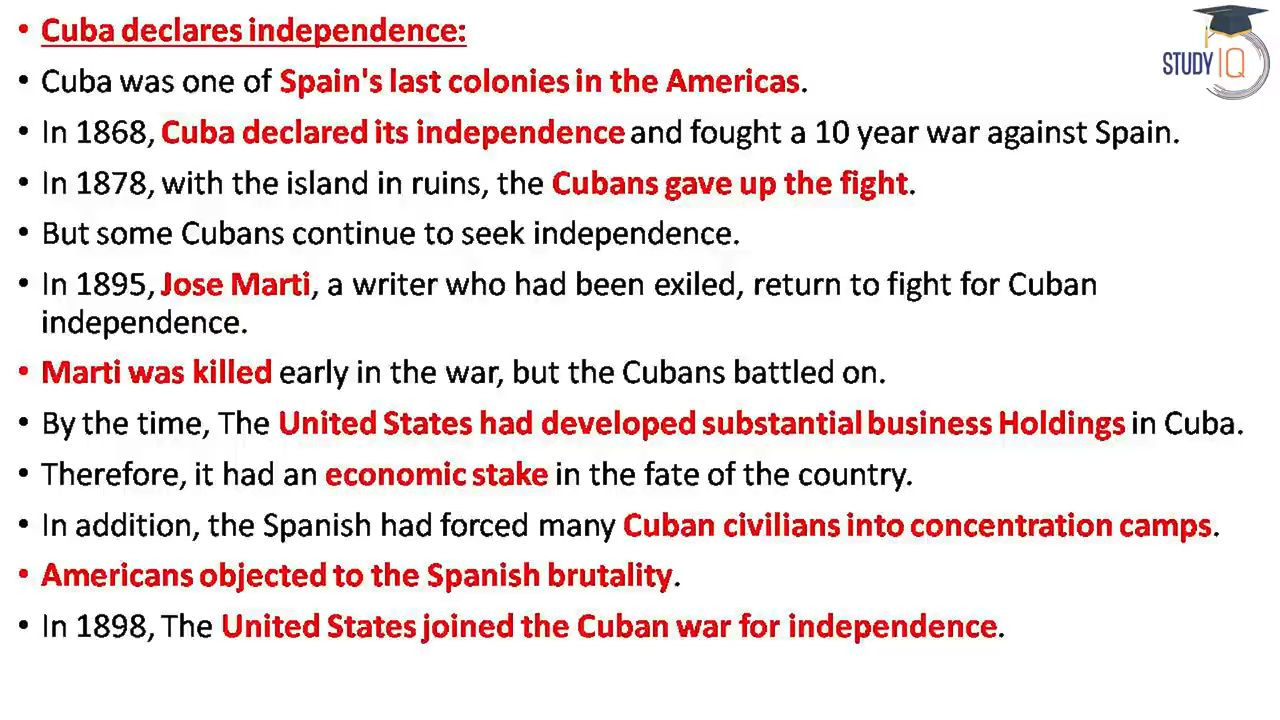 • Cuba declares independence:
STUDY IQ
• Cuba was one of Spain's last colonies in the Americas.
• In 1868, Cuba declared its independence and fought a 10 year war against Spain.
• In 1878, with the island in ruins, the Cubans gave up the fight.
• But some Cubans continue to seek independence.
• In 1895, Jose Marti, a writer who had been exiled, return to fight for Cuban
independence.
• Marti was killed early in the war, but the Cubans battled on.
• By the time, The United States had developed substantial business Holdings in Cuba.
• Therefore, it had an economic stake in the fate of the country.
• In addition, the Spanish had forced many Cuban civilians into concentration camps.
• Americans objected to the Spanish brutality.
• In 1898, The United States joined the Cuban war for independence.